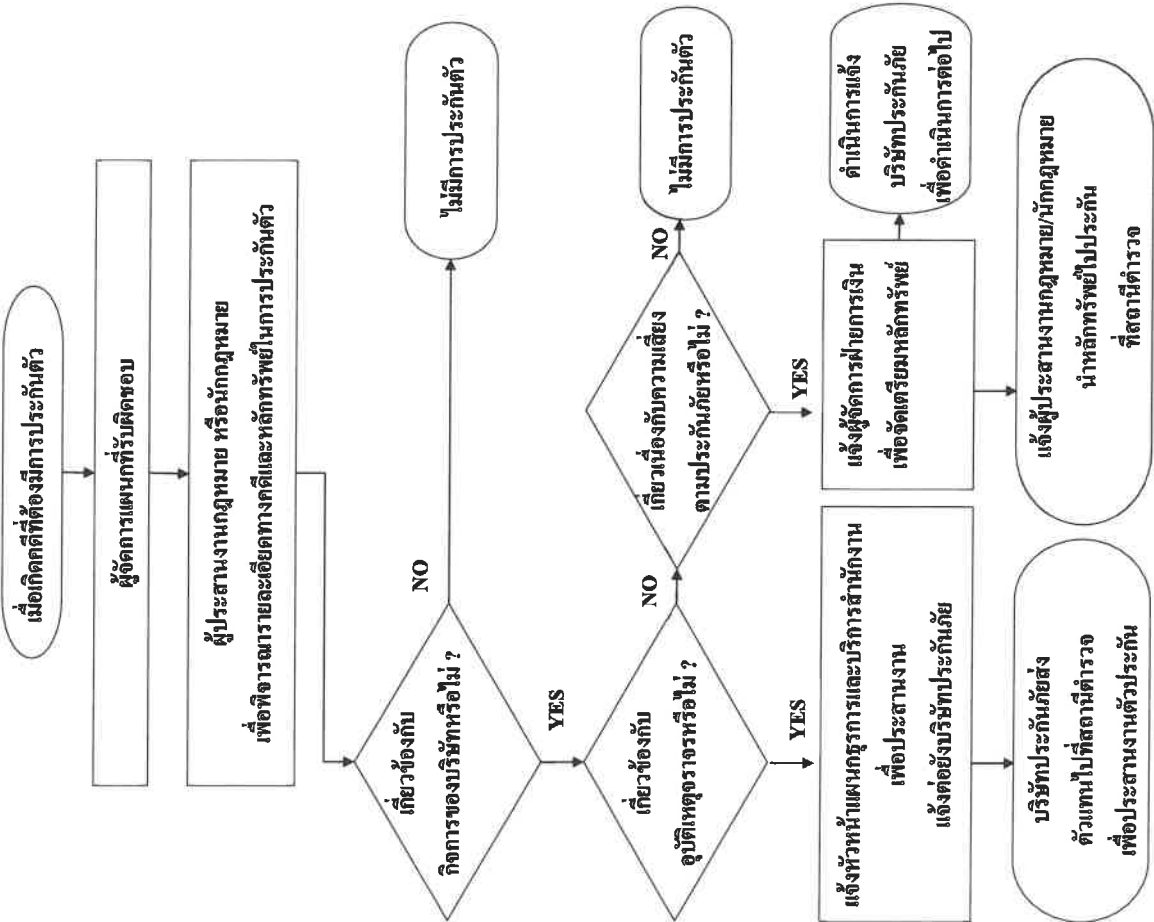 เมื่อเกิดคดีที่ต้องมีการประกันตัว
ผู้จัดการแผนกที่รับผิดชอบ
ผู้ประสานงานกฎหมาย หรือนักกฎหมาย
เพื่อพิจารณารายละเอียดทางคดีและหลักทรัพย์ในการประกันตัว
เกี่ยวข้องกับ
กิจการของบริษัทหรือไม่ ?
NO
ไม่มีการประกันตัว
YES
เกี่ยวข้องกับ
อุบัติเหตุจราจรหรือไม่ ?
NO
เกี่ยวเนื่องกับความเสี่ยง
ตามประกันภัยหรือไม่ ?
NO
ไม่มีการประกันตัว
YES
YES
แจ้งหัวหน้าแผนกธุรการและบริการสำนักงาน
เพื่อประสานงาน
แจ้งต่อยังบริษัทประกันภัย
แจ้งผู้จัดการฝ่ายการเงิน
เพื่อจัดเตรียมหลักทรัพย์
ดำเนินการแจ้ง
บริษัทประกันภัย
เพื่อดำเนินการต่อไป
บริษัทประกันภัยส่ง
ตัวแทนไปที่สถานีตำรวจ
เพื่อประสานงานตัวประกัน
แจ้งผู้ประสานงานกฎหมาย/นักกฎหมาย
นำหลักทรัพย์ไปประกัน
ที่สถานีตำรวจ